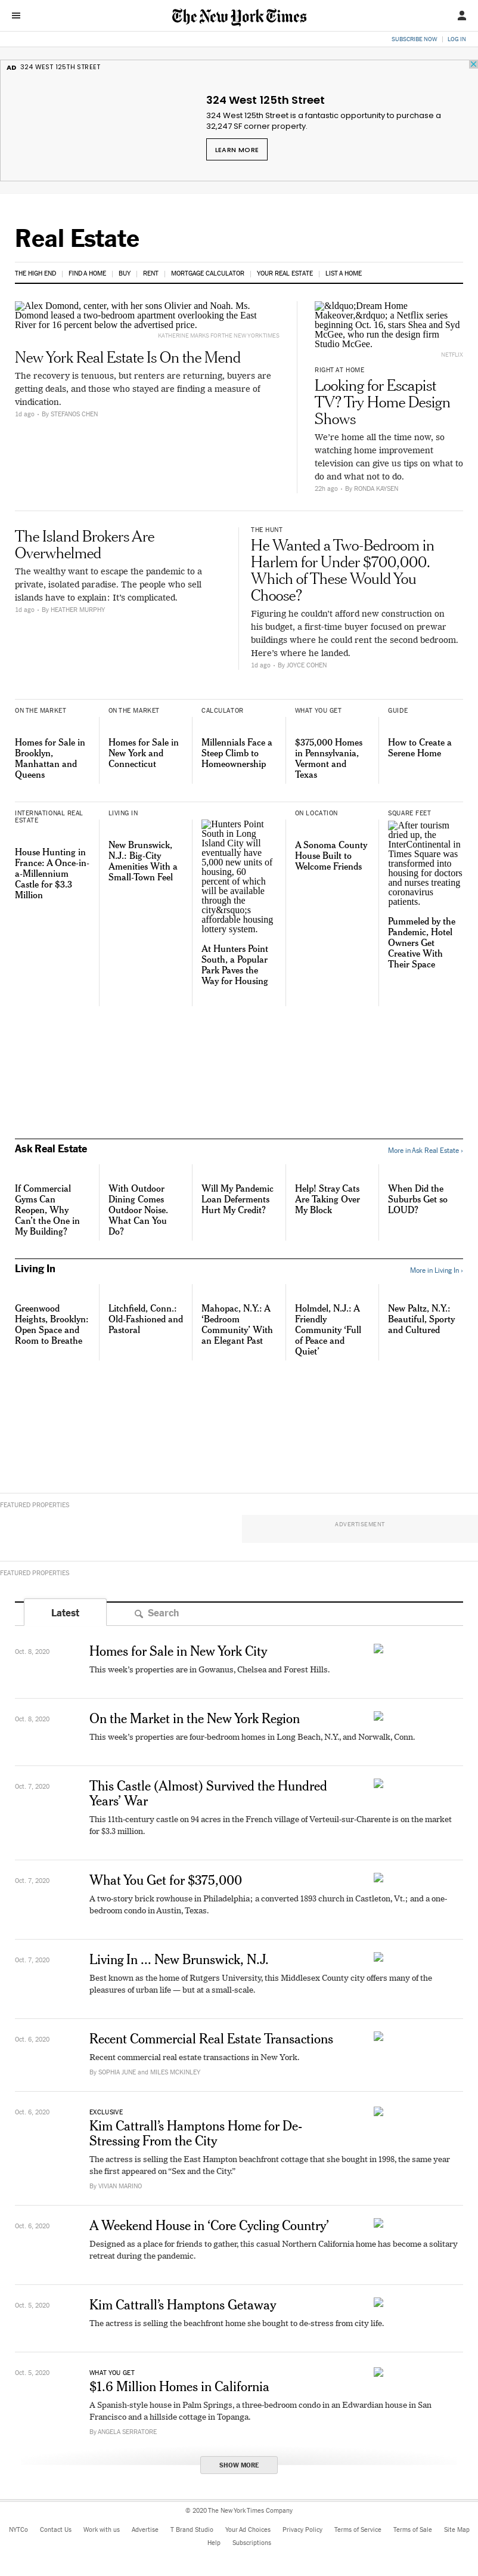 The New York Times
SUBSCRIBE NOW | LOG IN
AD 324 WEST 125TH STREET
324 West 125th Street
324 West 125th Street is a fantastic opportunity to purchase a
32,247 SF corner property.
LEARN MORE
Real Estate
THE HIGH END | FIND A HOME | BUY | RENT | MORTGAGE CALCULATOR | YOUR REAL ESTATE | LIST A HOME
Alex Domond, center, with her sons Olivier and Noah. Ms.
Domond leased a two-bedroom apartment overlooking the East
River for 16 percent below the advertised price.
KATHERINE MARKS FOR THE NEW YORK TIMES
New York Real Estate Is On the Mend
The recovery is tenuous, but renters are returning, buyers are
getting deals, and those who stayed are finding a measure of
vindication.
1d ago • By STEFANOS CHEN
&ldquo;Dream Home
Makeover,&rdquo; a Netflix series
beginning Oct. 16, stars Shea and Syd
McGee, who run the design firm
Studio McGee.
NETFLIX
RIGHT AT HOME
Looking for Escapist
TV? Try Home Design
Shows
We're home all the time now, so
watching home improvement
television can give us tips on what to
do and what not to do.
22h ago • By RONDA KAYSEN
The Island Brokers Are
Overwhelmed
The wealthy want to escape the pandemic to a
private, isolated paradise. The people who sell
islands have to explain: It's complicated.
1d ago • By HEATHER MURPHY
THE HUNT
He Wanted a Two-Bedroom in
Harlem for Under $700,000.
Which of These Would You
Choose?
Figuring he couldn't afford new construction on
his budget, a first-time buyer focused on prewar
buildings where he could rent the second bedroom.
Here's where he landed.
1d ago • By JOYCE COHEN
ON THE MARKET
Homes for Sale in
Brooklyn,
Manhattan and
Queens
ON THE MARKET
Homes for Sale in
New York and
Connecticut
CALCULATOR
Millennials Face a
Steep Climb to
Homeownership
WHAT YOU GET
$375,000 Homes
in Pennsylvania,
Vermont and
Texas
GUIDE
How to Create a
Serene Home
INTERNATIONAL REAL
ESTATE
House Hunting in
France: A Once-in-
a-Millennium
Castle for $3.3
Million
LIVING IN
New Brunswick,
N.J.: Big-City
Amenities With a
Small-Town Feel
Hunters Point
South in Long
Island City will
eventually have
5,000 new units of
housing, 60
percent of which
will be available
through the
city&rsquo;s
affordable housing
lottery system.
At Hunters Point
South, a Popular
Park Paves the
Way for Housing
ON LOCATION
A Sonoma County
House Built to
Welcome Friends
SQUARE FEET
After tourism
dried up, the
InterContinental in
Times Square was
transformed into
housing for doctors
and nurses treating
coronavirus
patients.
Pummeled by the
Pandemic, Hotel
Owners Get
Creative With
Their Space
Ask Real Estate
More in Ask Real Estate ›
If Commercial
Gyms Can
Reopen, Why
Can't the One in
My Building?
With Outdoor
Dining Comes
Outdoor Noise.
What Can You
Do?
Will My Pandemic
Loan Deferments
Hurt My Credit?
Help! Stray Cats
Are Taking Over
My Block
When Did the
Suburbs Get so
LOUD?
Living In
More in Living In ›
Greenwood
Heights, Brooklyn:
Open Space and
Room to Breathe
Litchfield, Conn.:
Old-Fashioned and
Pastoral
Mahopac, N.Y.: A
‘Bedroom
Community’ With
an Elegant Past
Holmdel, N.J.: A
Friendly
Community ‘Full
of Peace and
Quiet’
New Paltz, N.Y.:
Beautiful, Sporty
and Cultured
FEATURED PROPERTIES
ADVERTISEMENT
FEATURED PROPERTIES
Latest
Search
Oct. 8, 2020
Homes for Sale in New York City
This week's properties are in Gowanus, Chelsea and Forest Hills.
Oct. 8, 2020
On the Market in the New York Region
This week's properties are four-bedroom homes in Long Beach, N.Y., and Norwalk, Conn.
Oct. 7, 2020
This Castle (Almost) Survived the Hundred
Years' War
This 11th-century castle on 94 acres in the French village of Verteuil-sur-Charente is on the market
for $3.3 million.
Oct. 7, 2020
What You Get for $375,000
A two-story brick rowhouse in Philadelphia; a converted 1893 church in Castleton, Vt.; and a one-
bedroom condo in Austin, Texas.
Oct. 7, 2020
Living In ... New Brunswick, N.J.
Best known as the home of Rutgers University, this Middlesex County city offers many of the
pleasures of urban life — but at a small-scale.
Oct. 6, 2020
Recent Commercial Real Estate Transactions
Recent commercial real estate transactions in New York.
By SOPHIA JUNE and MILES MCKINLEY
Oct. 6, 2020
EXCLUSIVE
Kim Cattrall's Hamptons Home for De-
Stressing From the City
The actress is selling the East Hampton beachfront cottage that she bought in 1998, the same year
she first appeared on “Sex and the City.”
By VIVIAN MARINO
Oct. 6, 2020
A Weekend House in ‘Core Cycling Country’
Designed as a place for friends to gather, this casual Northern California home has become a solitary
retreat during the pandemic.
Oct. 5, 2020
Kim Cattrall's Hamptons Getaway
The actress is selling the beachfront home she bought to de-stress from city life.
Oct. 5, 2020
WHAT YOU GET
$1.6 Million Homes in California
A Spanish-style house in Palm Springs, a three-bedroom condo in an Edwardian house in San
Francisco and a hillside cottage in Topanga.
By ANGELA SERRATORE
SHOW MORE
© 2020 The New York Times Company
NYTCo Contact Us Work with us Advertise T Brand Studio Your Ad Choices Privacy Policy Terms of Service Terms of Sale Site Map
Help Subscriptions